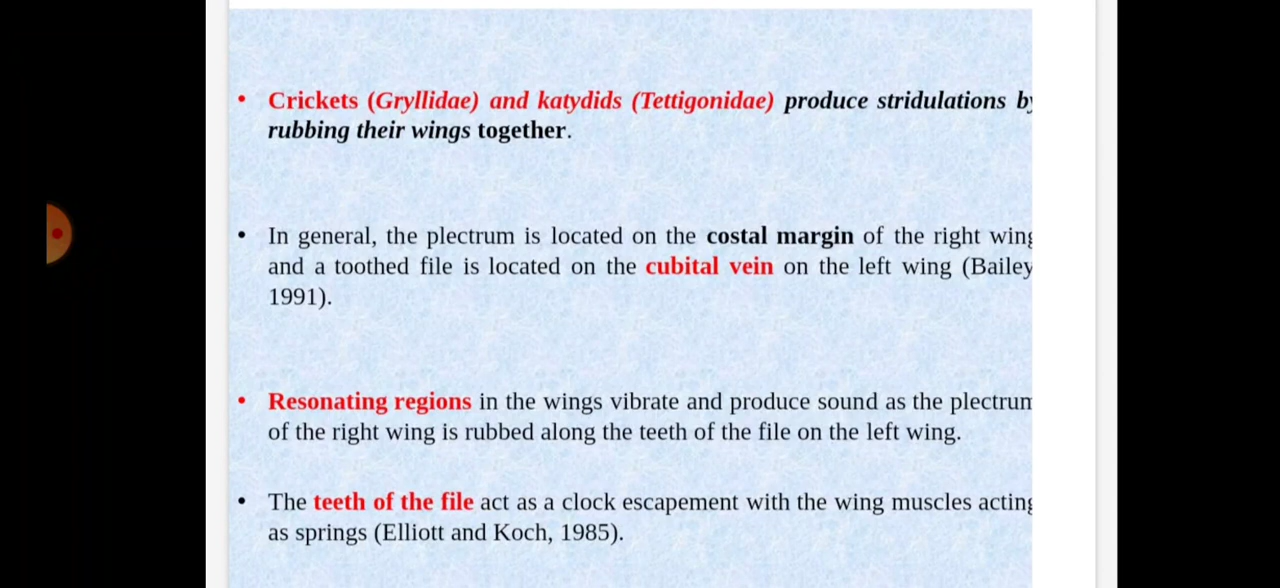 • Crickets (Gryllidae) and katydids (Tettigonidae) produce stridulations by
rubbing their wings together.
• In general, the plectrum is located on the costal margin of the right wing
and a toothed file is located on the cubital vein on the left wing (Bailey
1991).
• Resonating regions in the wings vibrate and produce sound as the plectrum
of the right wing is rubbed along the teeth of the file on the left wing.
• The teeth of the file act as a clock escapement with the wing muscles acting
as springs (Elliott and Koch, 1985).